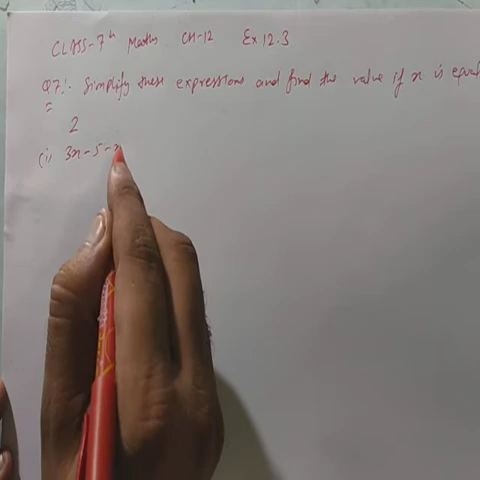 CLASS-7th Maths CH-12 Ex 12.3
Q7:- Simplify these expressions and find the value if x is equal
2
(i) 3x-5-x